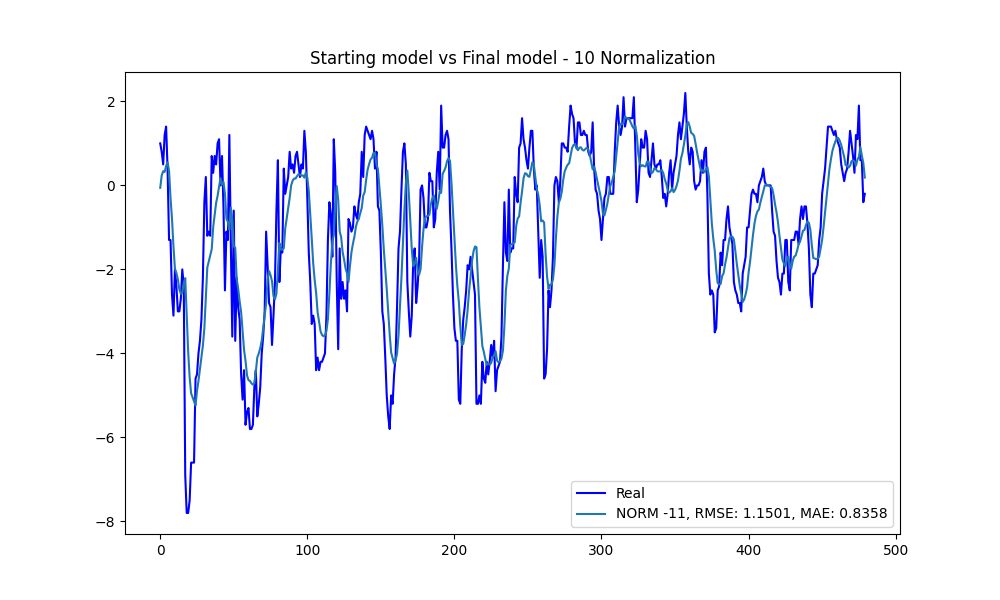 Starting model vs Final model - 10 Normalization
2
0
−2
−4
−6
−8
Real
NORM -11, RMSE: 1.1501, MAE: 0.8358
0 100 200 300 400 500